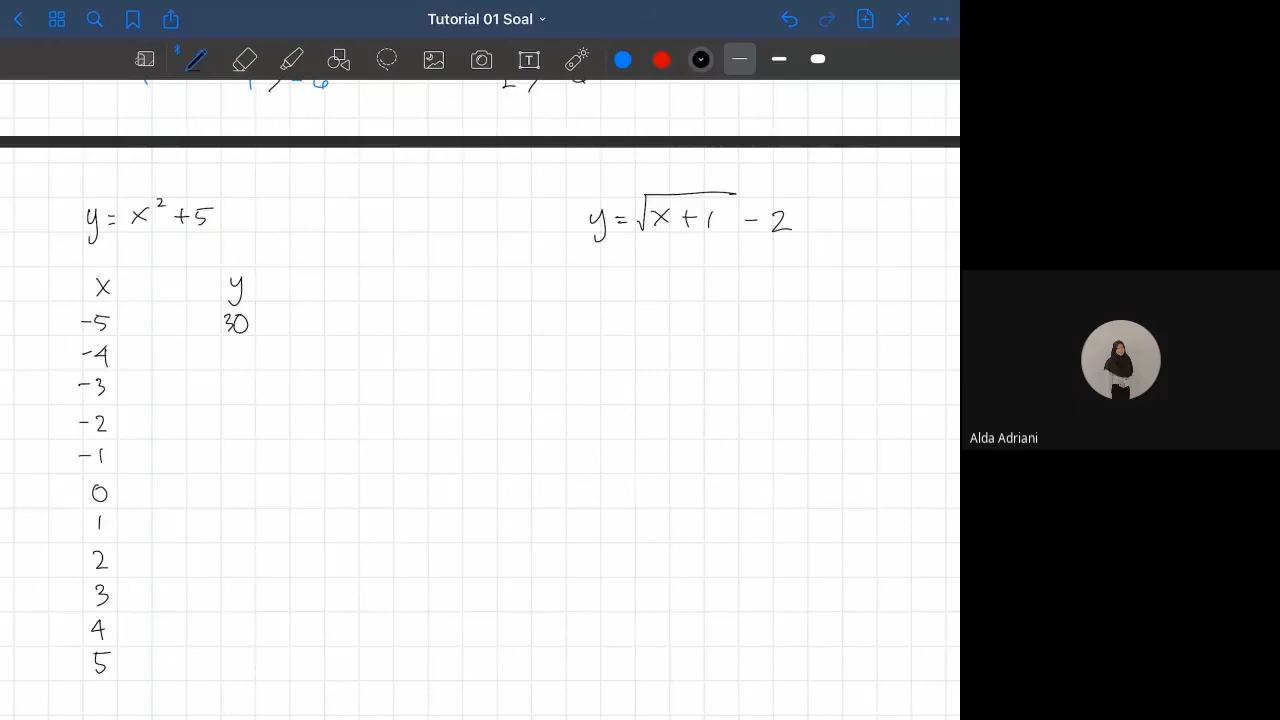 Tutorial 01 Soal
y = x² + 5
x y
-5 30
-4
-3
-2
-1
0
1
2
3
4
5
y = √(x + 1) - 2
Alda Adriani